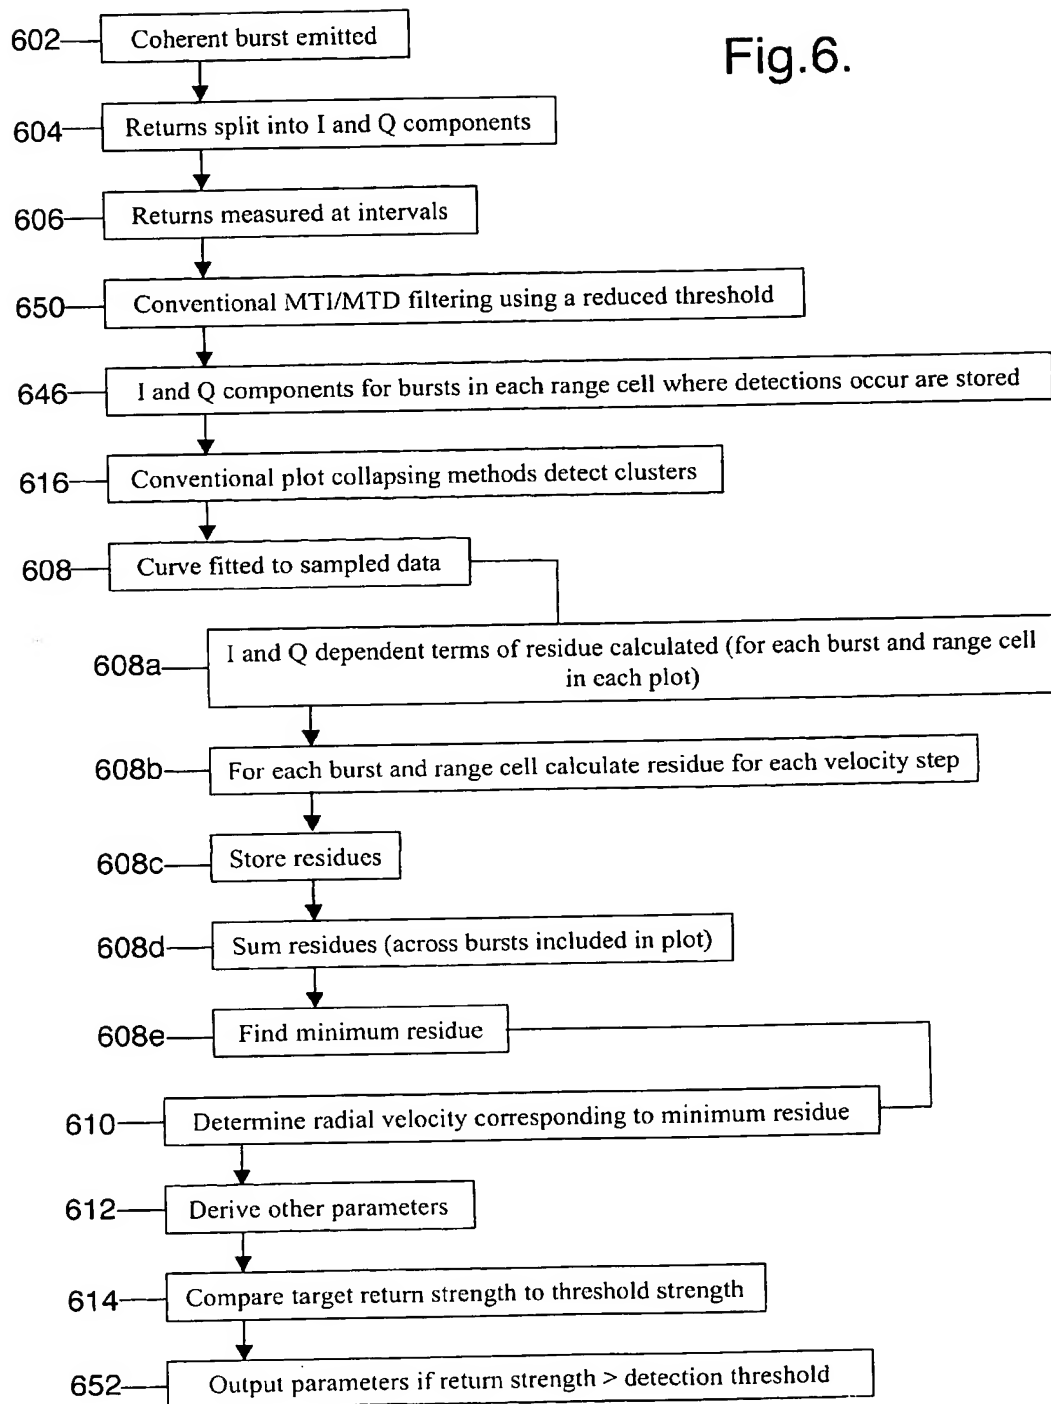 Fig.6.
602 Coherent burst emitted
604 Returns split into I and Q components
606 Returns measured at intervals
650 Conventional MTI/MTD filtering using a reduced threshold
646 I and Q components for bursts in each range cell where detections occur are stored
616 Conventional plot collapsing methods detect clusters
608 Curve fitted to sampled data
608a I and Q dependent terms of residue calculated (for each burst and range cell
in each plot)
608b For each burst and range cell calculate residue for each velocity step
608c Store residues
608d Sum residues (across bursts included in plot)
608e Find minimum residue
610 Determine radial velocity corresponding to minimum residue
612 Derive other parameters
614 Compare target return strength to threshold strength
652 Output parameters if return strength > detection threshold